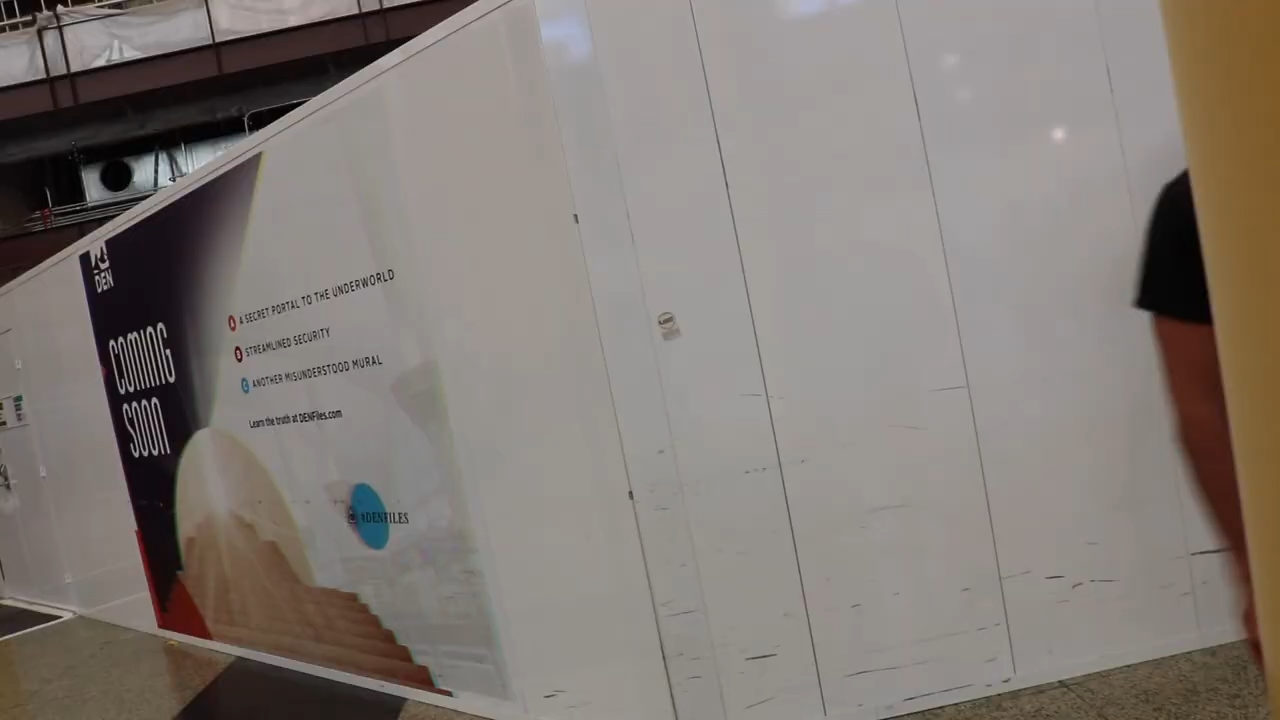 DEN
COMING
SOON
A A SECRET PORTAL TO THE UNDERWORLD
B STREAMLINED SECURITY
C ANOTHER MISUNDERSTOOD MURAL
Learn the truth at DENFiles.com
#DENFILES